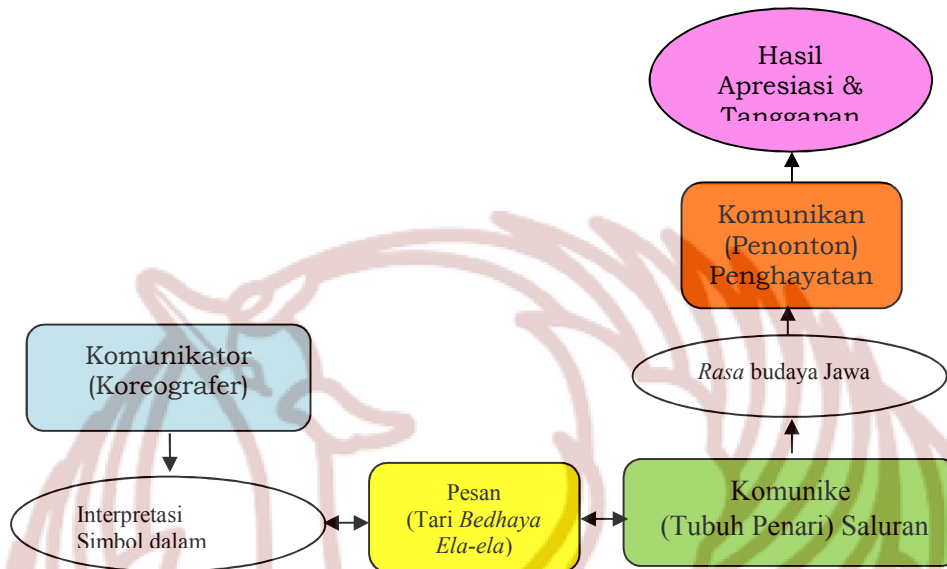 Hasil
Apresiasi &
Tanggapan
Komunikan
(Penonton)
Penghayatan
Rasa budaya Jawa
Komunikator
(Koreografer)
Interpretasi
Simbol dalam
Pesan
(Tari Bedhaya
Ela-ela)
Komunike
(Tubuh Penari) Saluran